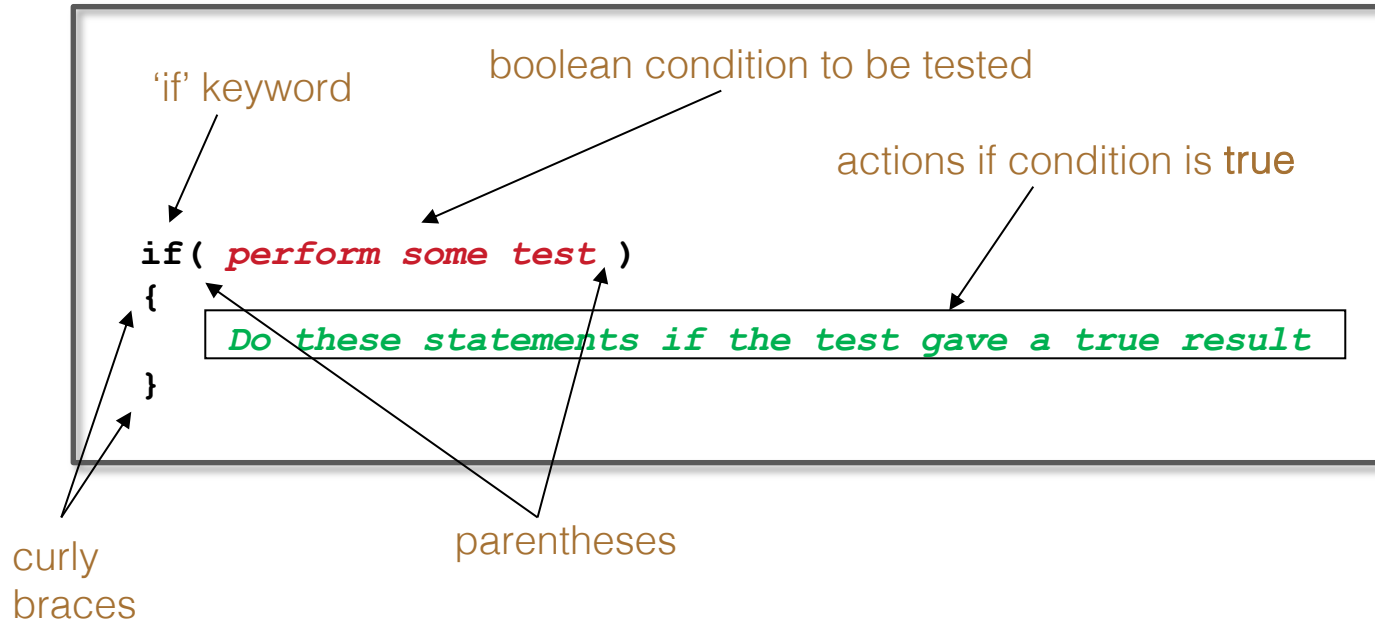 ‘if’ keyword
boolean condition to be tested
actions if condition is true
if( perform some test )
{
Do these statements if the test gave a true result
}
curly
braces
parentheses